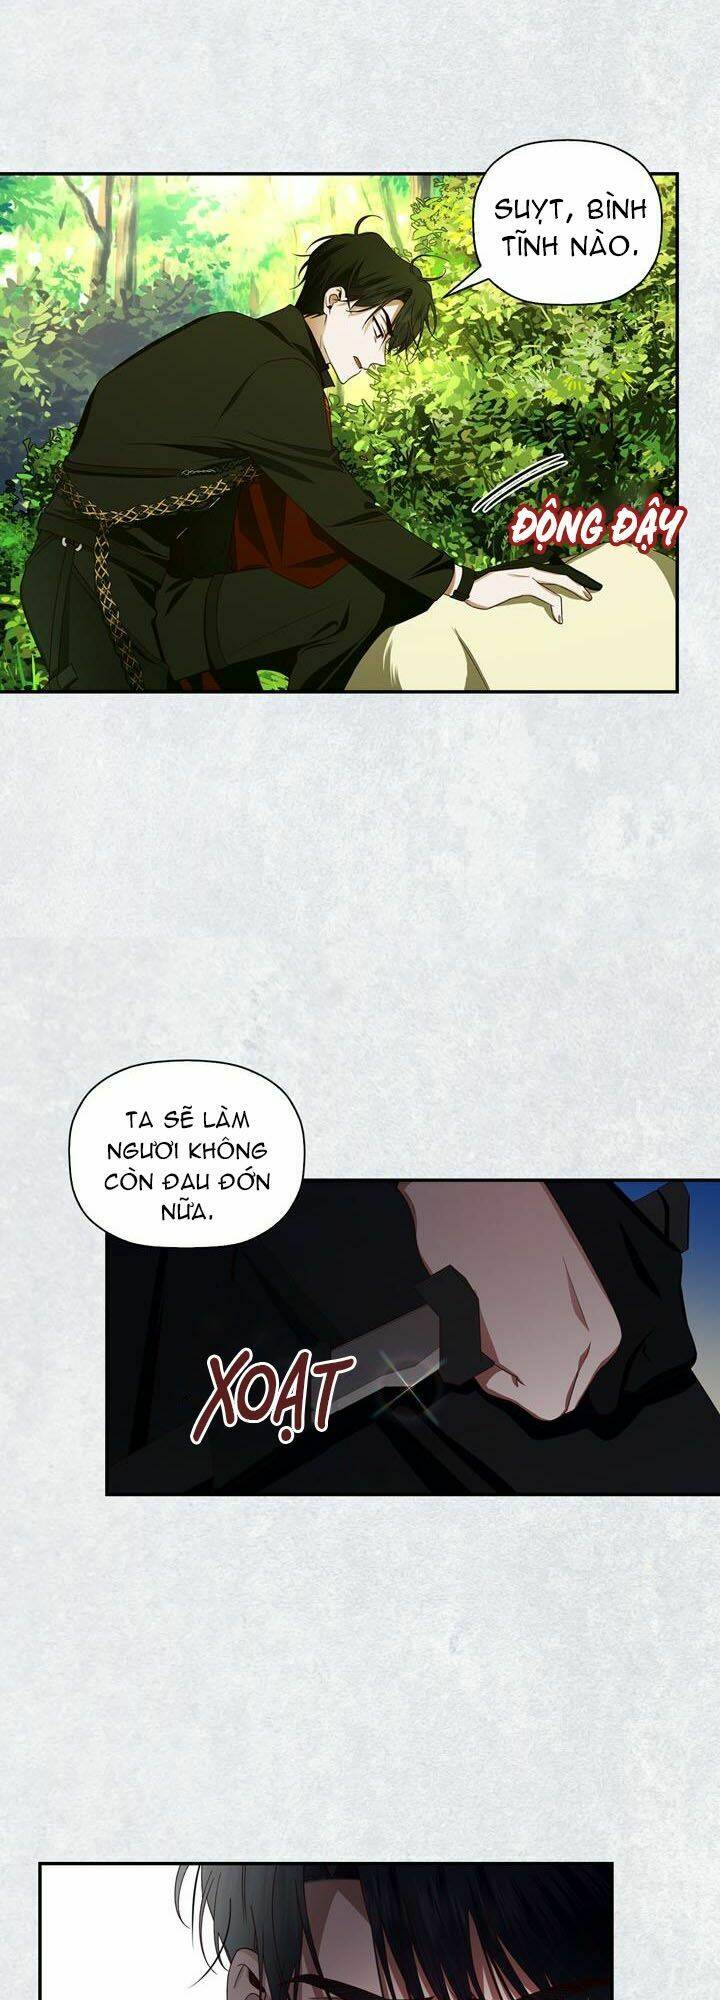 SUỴT, BÌNH
TĨNH NÀO.
ĐỘNG ĐẬY
TA SẼ LÀM
NGƯƠI KHÔNG
CÒN ĐAU ĐỚN
NỮA.
XOẠT